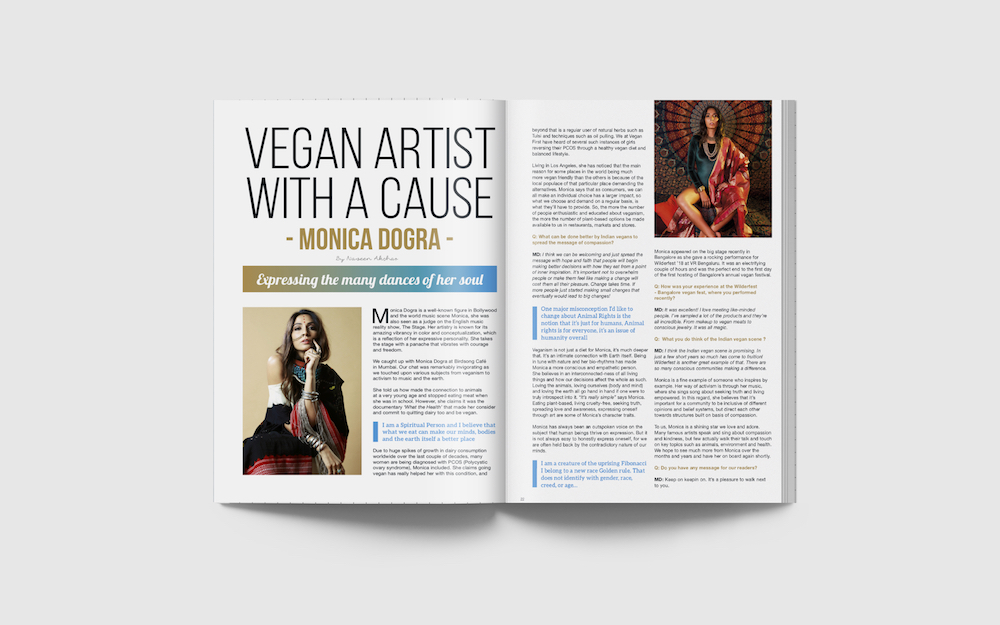 VEGAN ARTIST
WITH A CAUSE
- MONICA DOGRA -
By Naveen Akshav
Expressing the many dances of her soul
Monica Dogra is a well-known figure in Bollywood
and the world music scene Monica, she was
also seen as a judge on the English music
reality show, The Stage. Her artistry is known for its
amazing vibrancy in color and conceptualization, which
is a reflection of her expressive personality. She takes
the stage with a panache that vibrates with courage
and freedom.
We caught up with Monica Dogra at Birdsong Café
in Mumbai. Our chat was remarkably invigorating as
we touched upon various subjects from veganism to
activism to music and the earth.
She told us how made the connection to animals
at a very young age and stopped eating meat when
she was in school. However, she claims it was the
documentary 'What the Health' that made her consider
and commit to quitting dairy too and be vegan.
I am a Spiritual Person and I believe that
what we eat can make our minds, bodies
and the earth itself a better place
Due to huge spikes of growth in dairy consumption
worldwide over the last couple of decades, many
women are being diagnosed with PCOS (Polycystic
ovary syndrome), Monica included. She claims going
vegan has really helped her with this condition, and
beyond that is a regular user of natural herbs such as
Tulsi and techniques such as oil pulling. We at Vegan
First have heard of several such instances of girls
reversing their PCOS through a healthy vegan diet and
balanced lifestyle.
Living in Los Angeles, she has noticed that the main
reason for some places in the world being much
more vegan friendly than the others is because of the
local populace of that particular place demanding the
alternatives. Monica says that as consumers, we can
all make an individual choice has a larger impact, so
what we choose and demand on a regular basis, is
what they'll have to provide. So, the more the number
of people enthusiastic and educated about veganism,
the more the number of plant-based options be made
available to us in restaurants, markets and stores.
Q: What can be done better by Indian vegans to
spread the message of compassion?
MD: I think we can be welcoming and just spread the
message with hope and faith that people will begin
making better decisions with how they eat from a point
of inner inspiration. It's important not to overwhelm
people or make them feel like making a change will
cost them all their pleasure. Change takes time. If
more people just started making small changes that
eventually would lead to big changes!
One major misconception I'd like to
change about Animal Rights is the
notion that it's just for humans, Animal
rights is for everyone, it's an issue of
humanity overall
Veganism is not just a diet for Monica, it's much deeper
that. It's an intimate connection with Earth itself. Being
in tune with nature and her bio-rhythms has made
Monica a more conscious and empathic person.
She believes in an interconnected ness of all living
things and how our decisions affect the whole as such.
Loving the animals, loving ourselves (body and mind)
and loving the earth all go hand in hand if one were to
truly introspect into it. "It's really simple" says Monica.
Eating plant-based, living cruelty-free, seeking truth,
spreading love and awareness, expressing oneself
through art are some of Monica's character traits.
Monica has always been an outspoken voice on the
subject that human beings thrive on expression. But it
is not always easy to honestly express oneself, for we
are often held back by the contradictory nature of our
minds.
I am a creature of the uprising Fibonacci
I belong to a new race Golden rule. That
does not identify with gender, race,
creed, or age...
Monica appeared on the big stage recently in
Bangalore as she gave a rocking performance for
Wilderfest '18 at VR Bengaluru. It was an electrifying
couple of hours and was the perfect end to the first day
of the first hosting of Bangalore's annual vegan festival.
Q: How was your experience at the Wilderfest
- Bangalore vegan fest, where you performed
recently?
MD: It was excellent! I love meeting like-minded
people. I've sampled a lot of the products and they're
all incredible. From makeup to vegan meals to
conscious jewelry. It was all magic.
Q: What you do think of the Indian vegan scene ?
MD: I think the Indian vegan scene is promising. In
just a few short years so much has come to fruition!
Wilderfest is another great example of that. There are
so many conscious communities making a difference.
Monica is a fine example of someone who inspires by
example. Her way of activism is through her music,
where she sings song about seeking truth and living
empowered. In this regard, she believes that it's
important for a community to be inclusive of different
opinions and belief systems, but direct each other
towards structures built on basis of compassion.
To us, Monica is a shining star we love and adore.
Many famous artists speak and sing about compassion
and kindness, but few actually walk their talk and touch
on key topics such as animals, environment and health.
We hope to see much more from Monica over the
months and years and have her on board again shortly.
Q: Do you have any message for our readers?
MD: Keep on keepin on. It's a pleasure to walk next
to you.